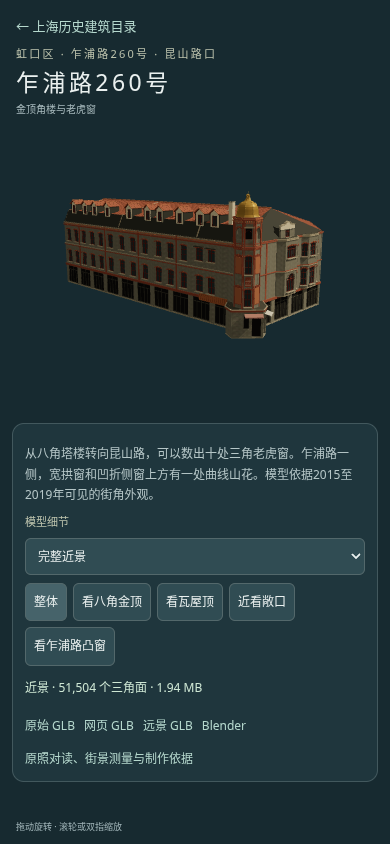 ← 上海历史建筑目录
虹口区 · 乍浦路260号 · 昆山路口
乍浦路260号
金顶角楼与老虎窗
从八角塔楼转向昆山路，可以数出十处三角老虎窗。乍浦路一
侧，宽拱窗和凹折侧窗上方有一处曲线山花。模型依据2015至
2019年可见的街角外观。
模型细节
完整近景
整体 看八角金顶 看瓦屋顶 近看敞口
看乍浦路凸窗
近景 · 51,504 个三角面 · 1.94 MB
原始 GLB 网页 GLB 远景 GLB Blender
原照对读、街景测量与制作依据
拖动旋转 · 滚轮或双指缩放